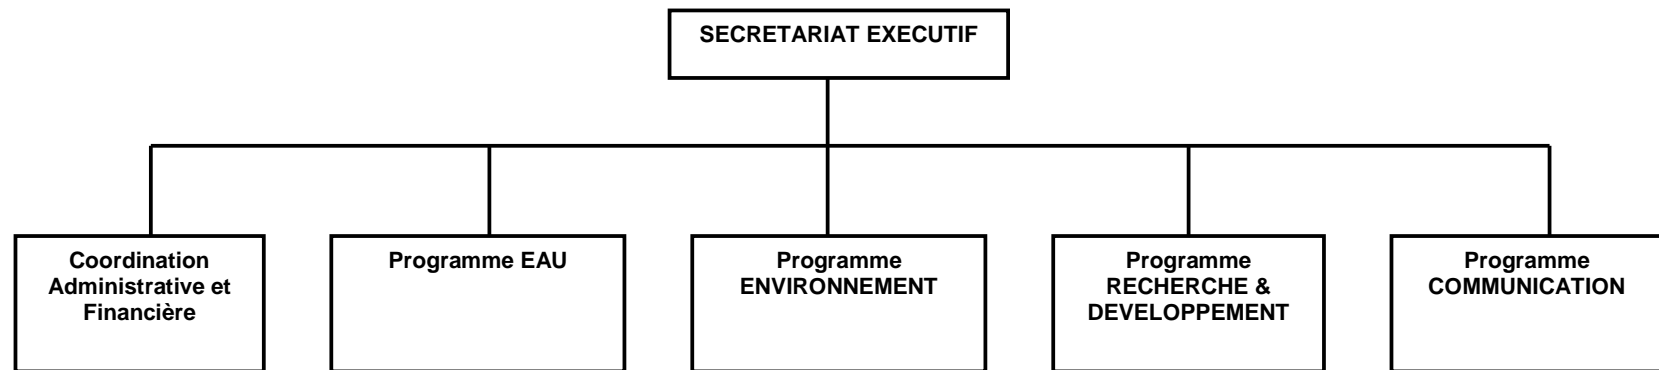 SECRETARIAT EXECUTIF
Coordination
Administrative et
Financière
Programme EAU
Programme
ENVIRONNEMENT
Programme
RECHERCHE &
DEVELOPPEMENT
Programme
COMMUNICATION